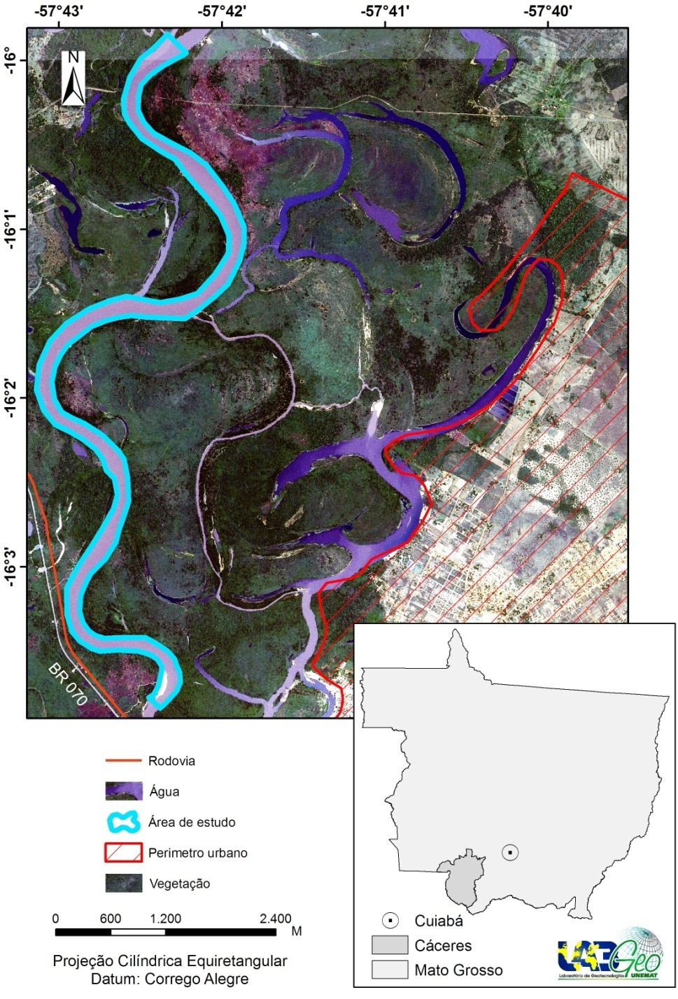 -57°43' -57°42' -57°41' -57°40'
-16°
-16°1'
-16°2'
-16°3'
N
BR 070
Rodovia
Água
Área de estudo
Perimetro urbano
Vegetação
0 600 1.200 2.400
M
Projeção Cilíndrica Equiretangular
Datum: Corrego Alegre
Cuiabá
Cáceres
Mato Grosso
LABGeo
Laboratório de Geotecnologias UNEMAT